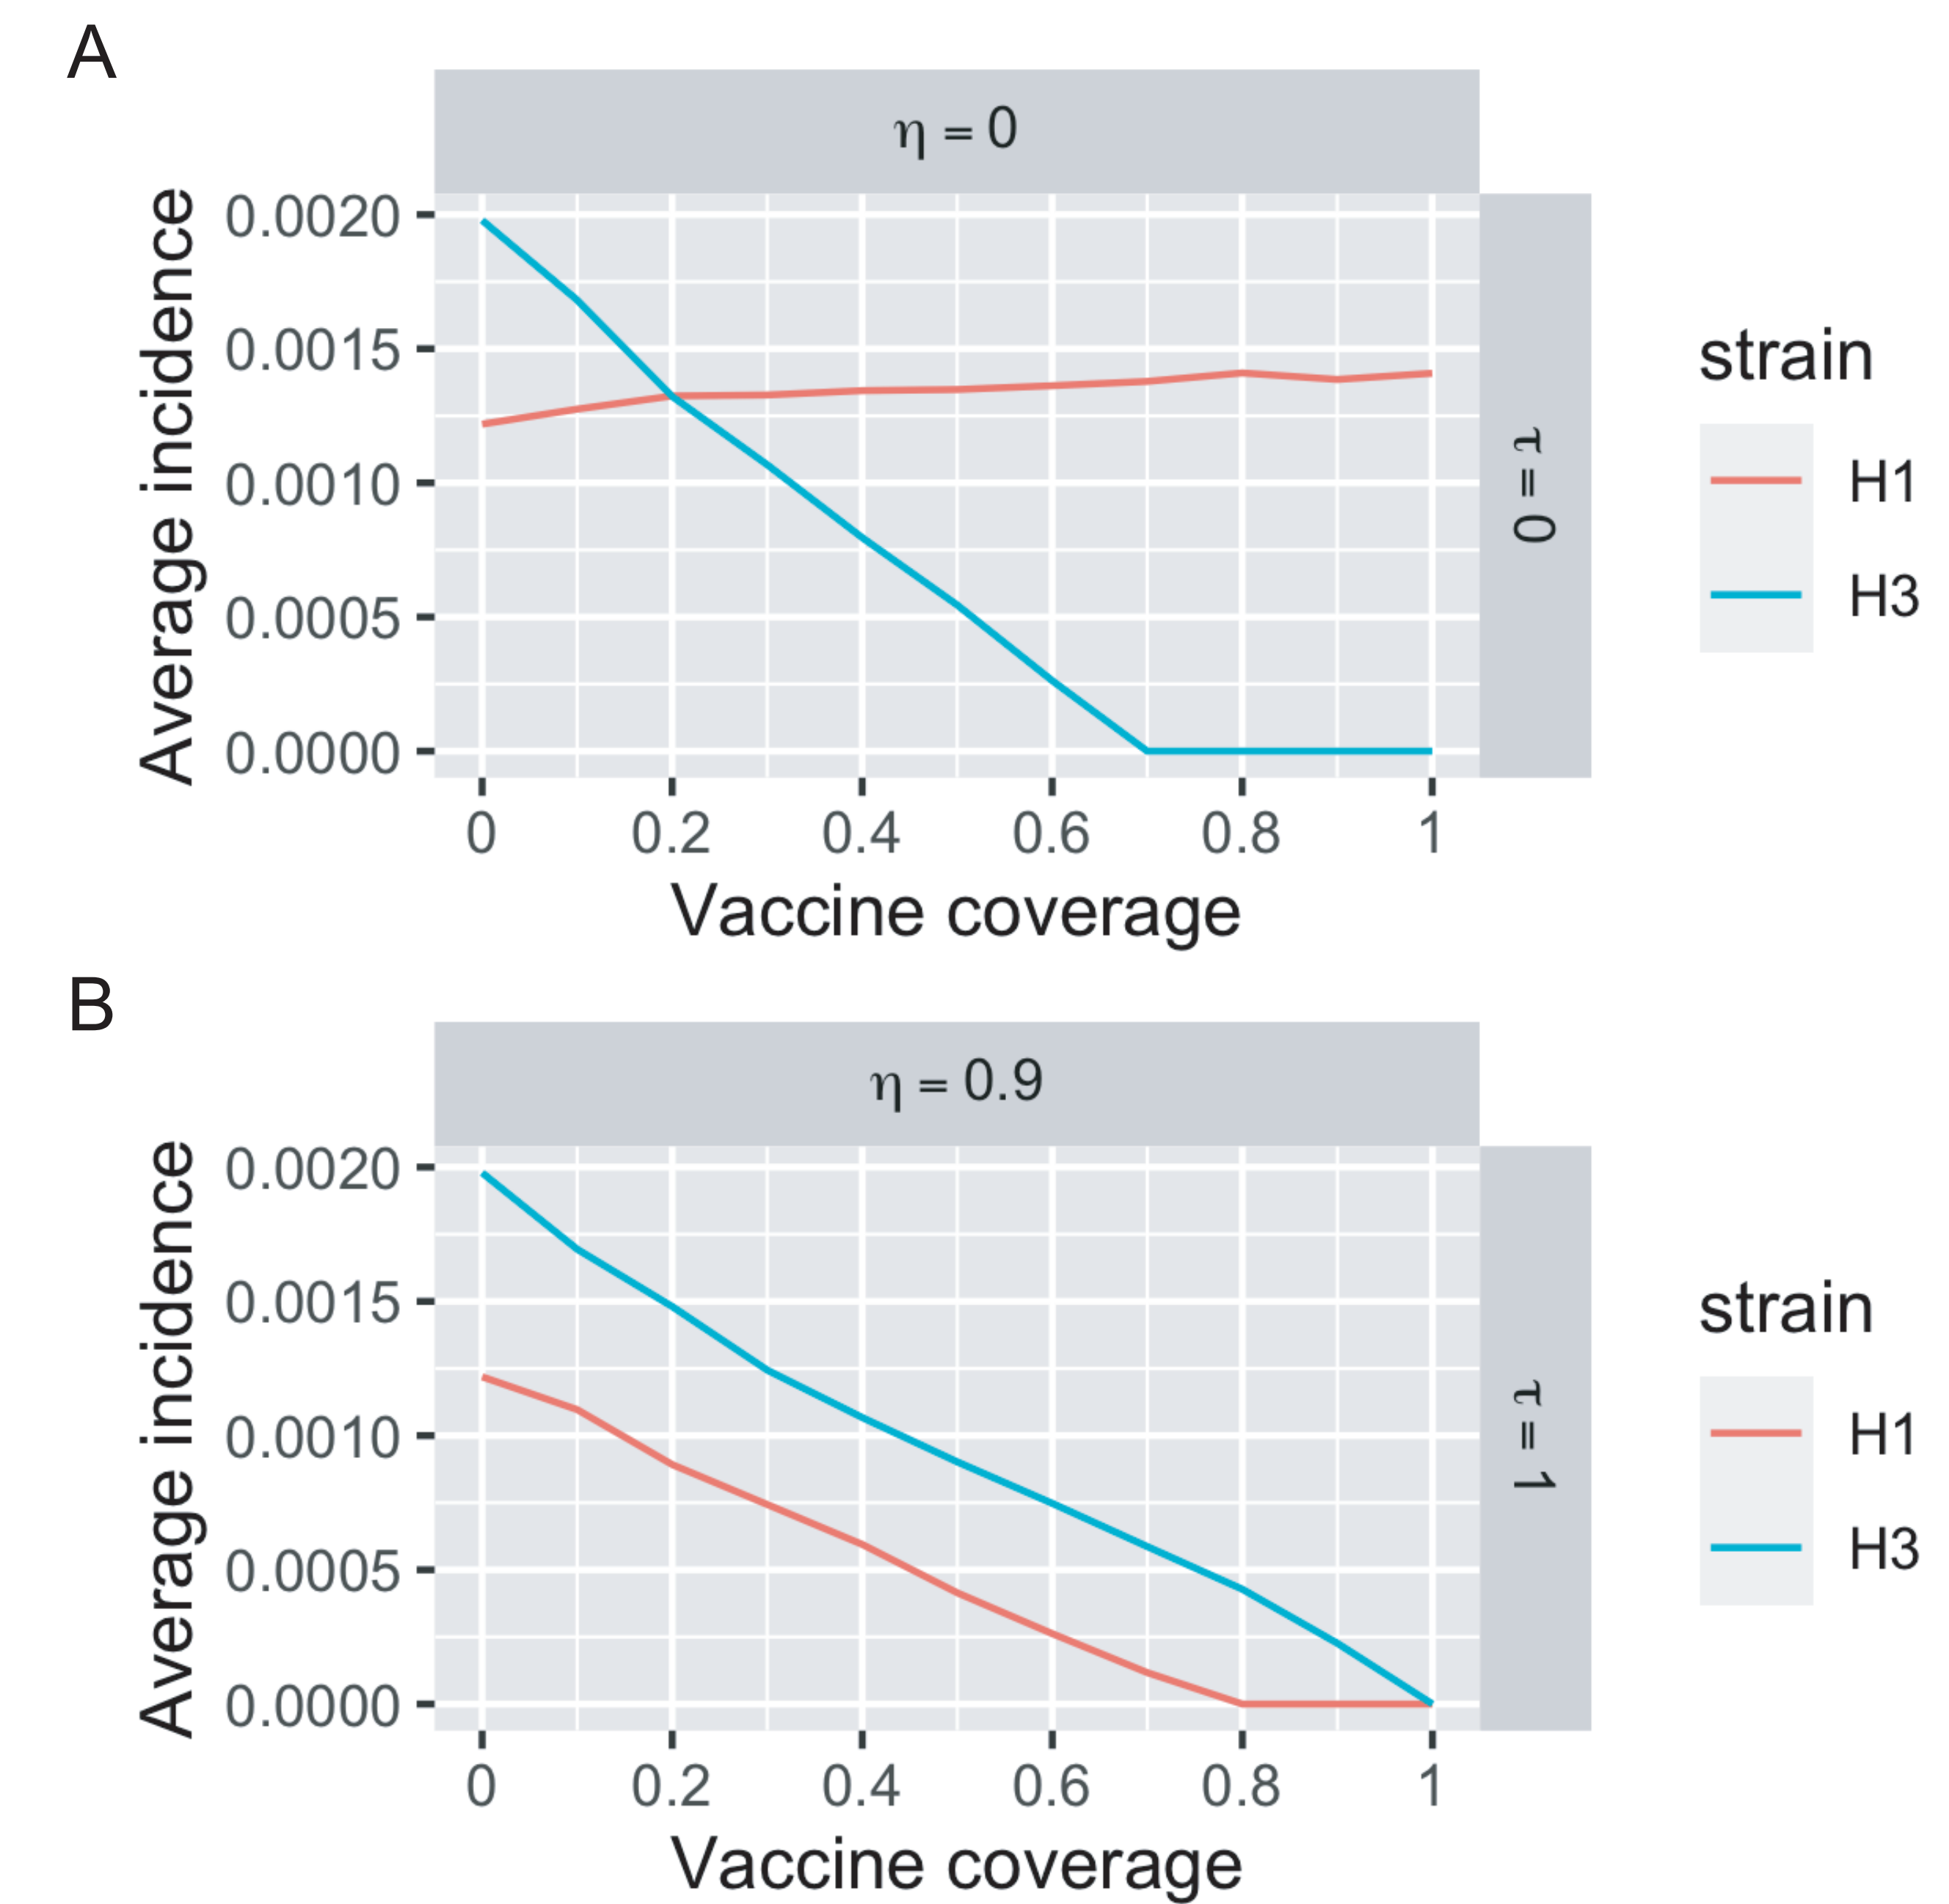 A
η = 0
τ = 0
Average incidence
0.0020
0.0015
0.0010
0.0005
0.0000
0 0.2 0.4 0.6 0.8 1
Vaccine coverage
strain
H1
H3
B
η = 0.9
τ = 1
Average incidence
0.0020
0.0015
0.0010
0.0005
0.0000
0 0.2 0.4 0.6 0.8 1
Vaccine coverage
strain
H1
H3